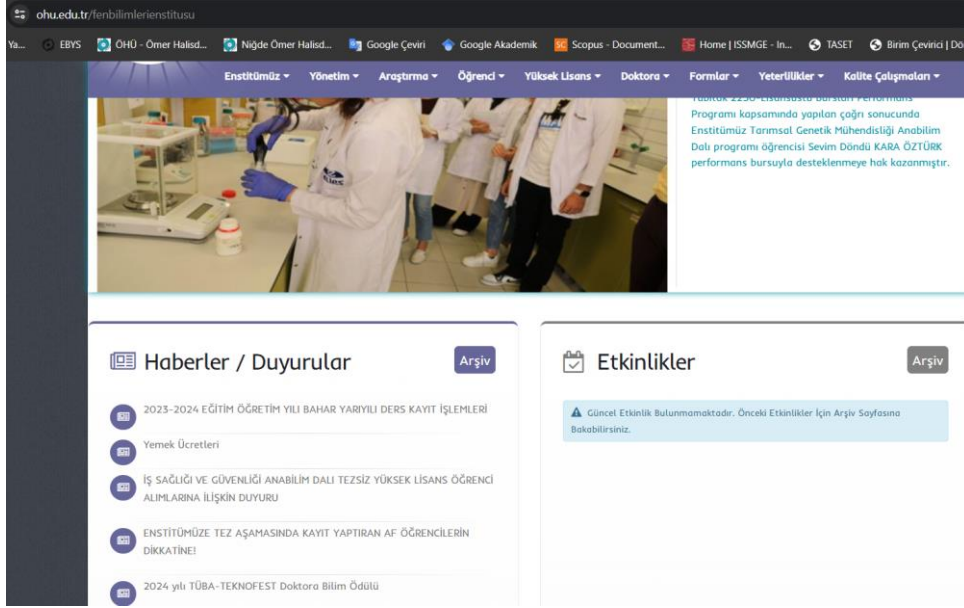 ohu.edu.tr/fenbilimlerienstitusu
Ya... EBYS ÖHÜ - Ömer Halisd... Niğde Ömer Halisd... Google Çeviri Google Akademik Scopus - Document... Home | ISSMGE - In... TASET Birim Çevirici | Dö
Enstitümüz Yönetim Araştırma Öğrenci Yüksek Lisans Doktora Formlar Yeterlilikler Kalite Çalışmaları
Programı kapsamında yapılan çağrı sonucunda
Enstitümüz Tarımsal Genetik Mühendisliği Anabilim
Dalı programı öğrencisi Sevim Döndü KARA ÖZTÜRK
performans bursuyla desteklenmeye hak kazanmıştır.
Haberler / Duyurular Arşiv
2023-2024 EĞİTİM ÖĞRETİM YILI BAHAR YARIYILI DERS KAYIT İŞLEMLERİ
Yemek Ücretleri
İŞ SAĞLIĞI VE GÜVENLİĞİ ANABİLİM DALI TEZSİZ YÜKSEK LİSANS ÖĞRENCİ
ALIMLARINA İLİŞKİN DUYURU
ENSTİTÜMÜZE TEZ AŞAMASINDA KAYIT YAPTIRAN AF ÖĞRENCİLERİN
DİKKATİNE!
2024 yılı TÜBA-TEKNOFEST Doktora Bilim Ödülü
Etkinlikler Arşiv
Güncel Etkinlik Bulunmamaktadır. Önceki Etkinlikler İçin Arşiv Sayfasına
Bakabilirsiniz.